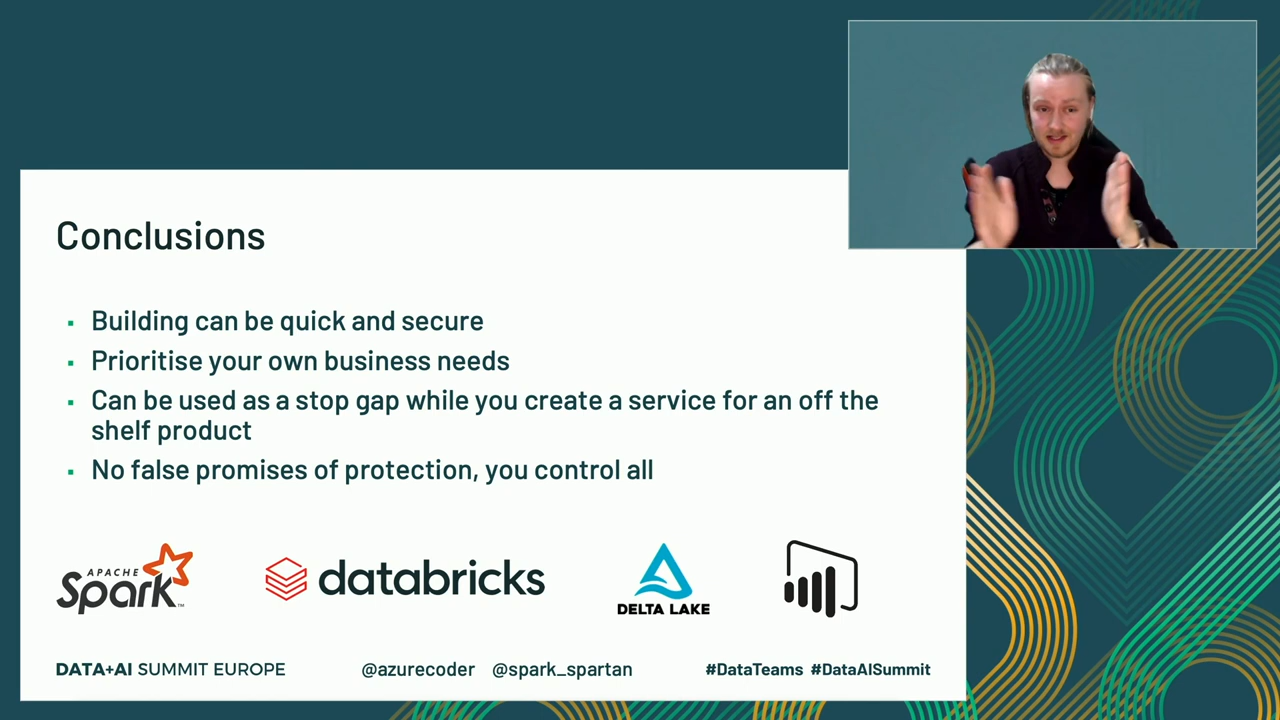 Conclusions
Building can be quick and secure
Prioritise your own business needs
Can be used as a stop gap while you create a service for an off the
shelf product
No false promises of protection, you control all
APACHE
Spark™
databricks
DELTA LAKE
DATA+AI SUMMIT EUROPE
@azurecoder @spark_spartan
#DataTeams #DataAISummit